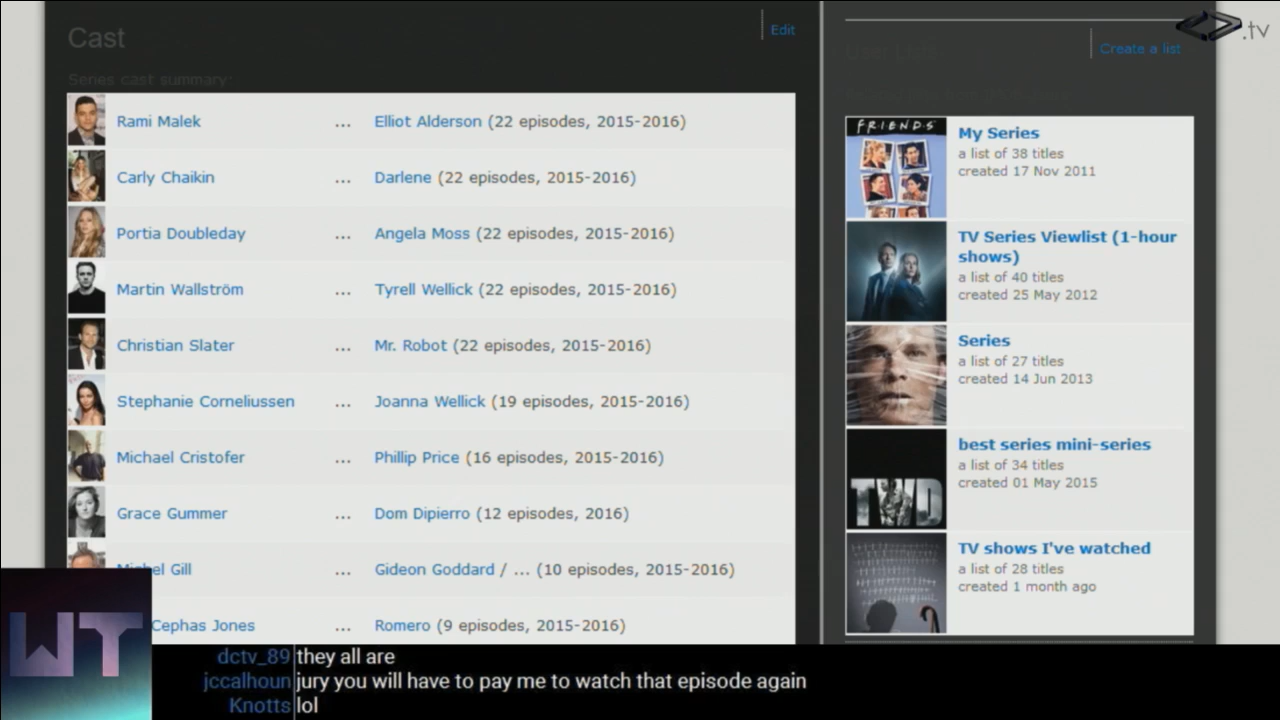 .tv
Cast
Edit
Series cast summary:
Rami Malek ... Elliot Alderson (22 episodes, 2015-2016)
Carly Chaikin ... Darlene (22 episodes, 2015-2016)
Portia Doubleday ... Angela Moss (22 episodes, 2015-2016)
Martin Wallström ... Tyrell Wellick (22 episodes, 2015-2016)
Christian Slater ... Mr. Robot (22 episodes, 2015-2016)
Stephanie Corneliussen ... Joanna Wellick (19 episodes, 2015-2016)
Michael Cristofer ... Phillip Price (16 episodes, 2015-2016)
Grace Gummer ... Dom Dipierro (12 episodes, 2016)
Michel Gill ... Gideon Goddard / ... (10 episodes, 2015-2016)
Cephas Jones ... Romero (9 episodes, 2015-2016)
User Lists
Create a list
FRIENDS
My Series
a list of 38 titles
created 17 Nov 2011
TV Series Viewlist (1-hour
shows)
a list of 40 titles
created 25 May 2012
Series
a list of 27 titles
created 14 Jun 2013
TWD
best series mini-series
a list of 34 titles
created 01 May 2015
TV shows I've watched
a list of 28 titles
created 1 month ago
WT
dctv_89 they all are
jccalhoun jury you will have to pay me to watch that episode again
Knotts lol